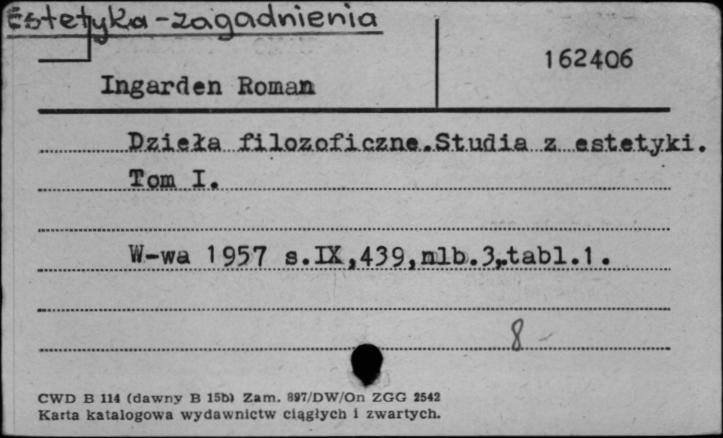 Estetyka - zagadnienia
162406
Ingarden Roman
Dzieła filozoficzne.Studia z estetyki.
Tom I.
W-wa 1957 s.IX,439,nlb.3,tabl.1.
8
CWD B 114 (dawny B 15b) Zam. 897/DW/On ZGG 2542
Karta katalogowa wydawnictw ciągłych i zwartych.